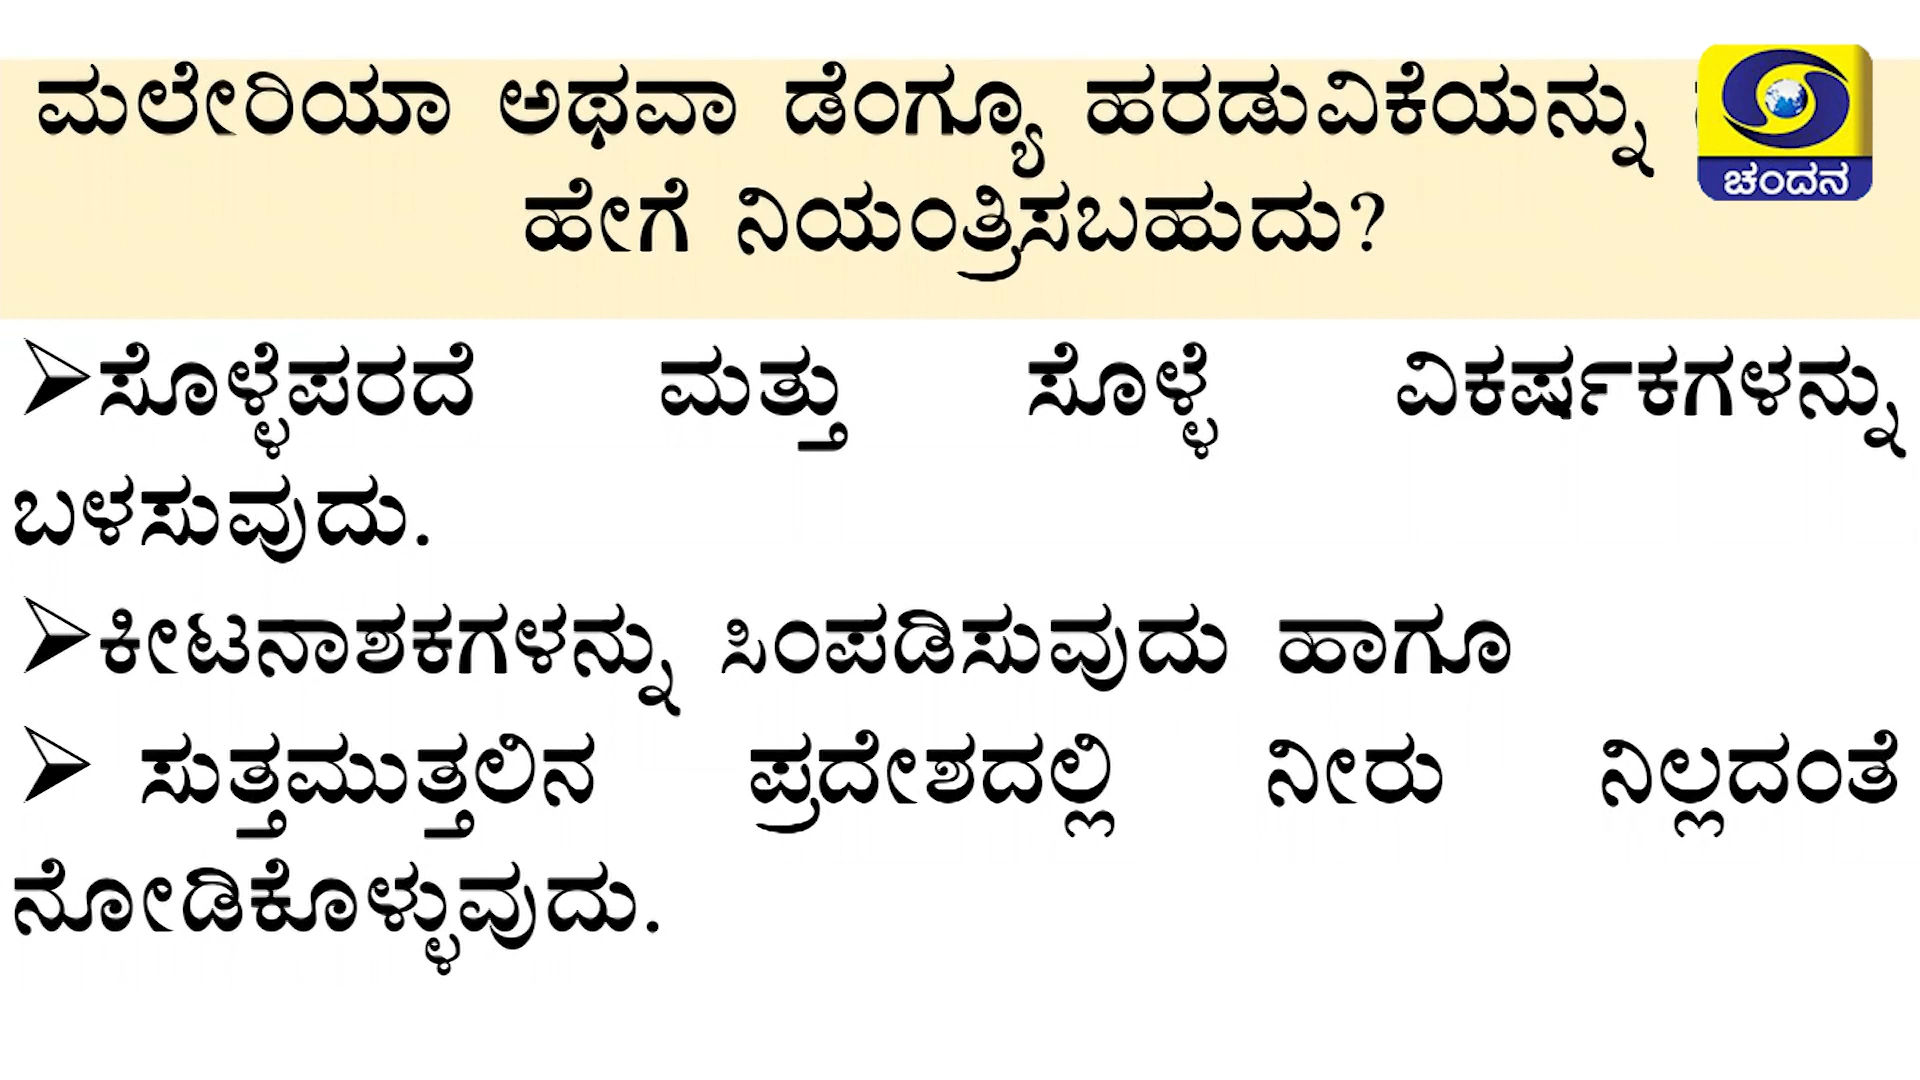 ಮಲೇರಿಯಾ ಅಥವಾ ಡೆಂಗ್ಯೂ ಹರಡುವಿಕೆಯನ್ನು
ಚಂದನ
ಹೇಗೆ ನಿಯಂತ್ರಿಸಬಹುದು?
➢ಸೊಳ್ಳೆಪರದೆ ಮತ್ತು ಸೊಳ್ಳೆ ವಿಕರ್ಷಕಗಳನ್ನು
ಬಳಸುವುದು.
➢ಕೀಟನಾಶಕಗಳನ್ನು ಸಿಂಪಡಿಸುವುದು ಹಾಗೂ
➢ ಸುತ್ತಮುತ್ತಲಿನ ಪ್ರದೇಶದಲ್ಲಿ ನೀರು ನಿಲ್ಲದಂತೆ
ನೋಡಿಕೊಳ್ಳುವುದು.